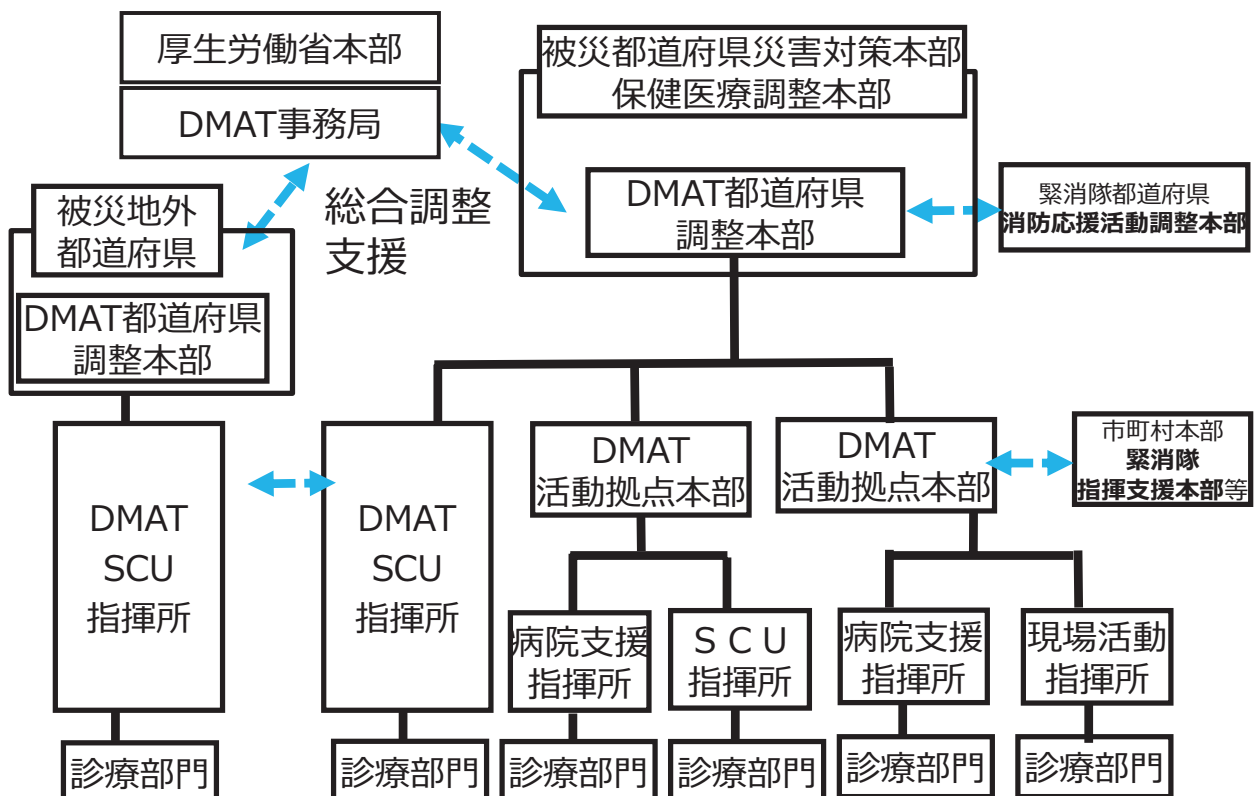 厚生労働省本部
DMAT事務局
被災都道府県災害対策本部
保健医療調整本部
DMAT都道府県
調整本部
緊消隊都道府県
消防応援活動調整本部
総合調整
支援
被災地外
都道府県
DMAT都道府県
調整本部
DMAT
SCU
指揮所
DMAT
SCU
指揮所
DMAT
活動拠点本部
DMAT
活動拠点本部
市町村本部
緊消隊
指揮支援本部等
病院支援
指揮所
ＳＣＵ
指揮所
病院支援
指揮所
現場活動
指揮所
診療部門
診療部門
診療部門
診療部門
診療部門
診療部門